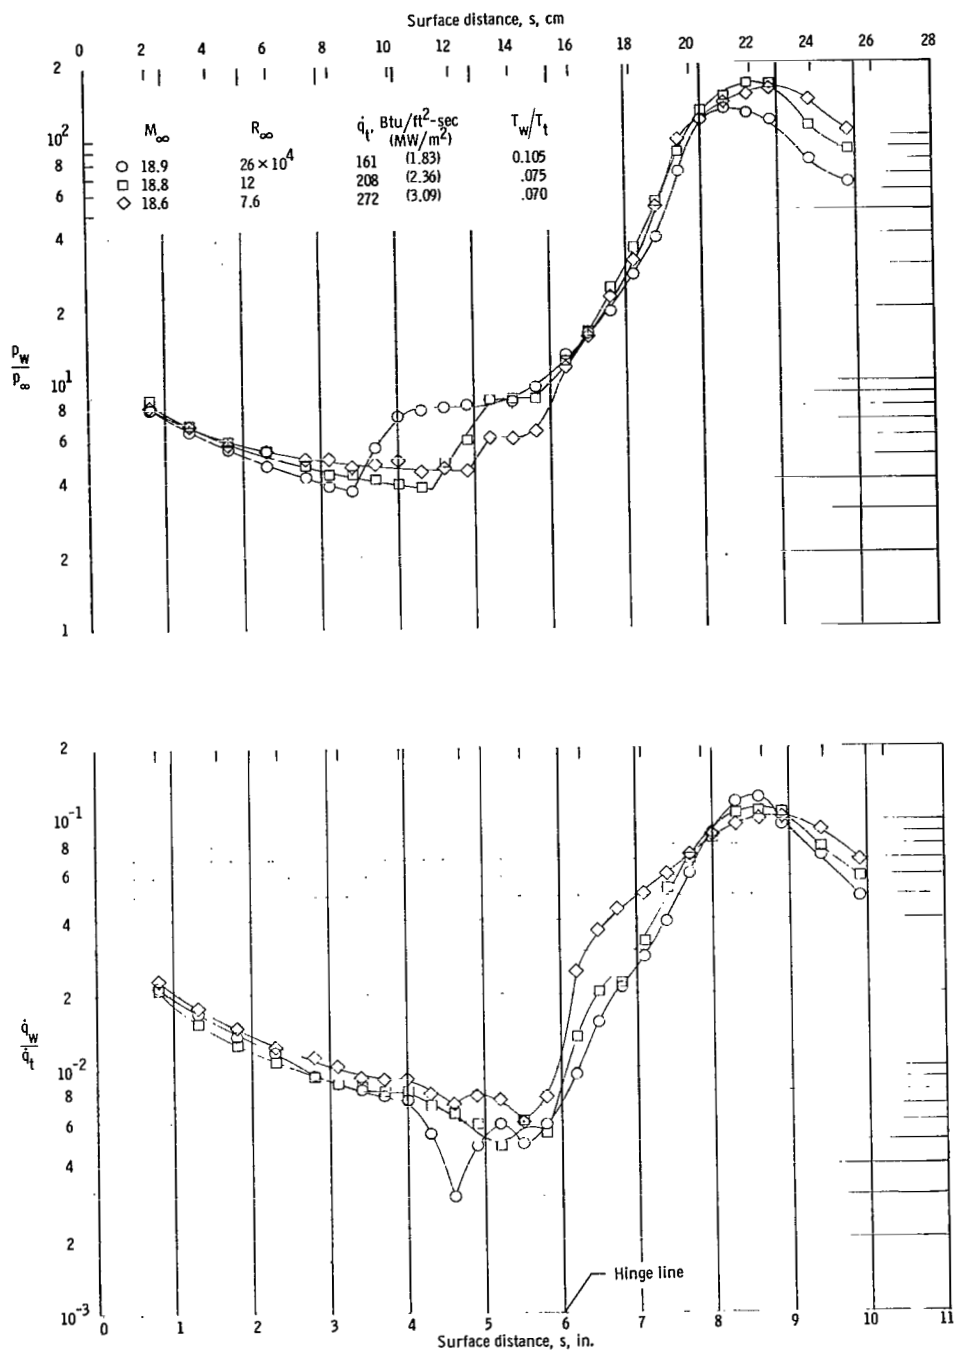 Surface distance, s, cm
0 2 4 6 8 10 12 14 16 18 20 22 24 26 28
2
M∞ R∞ q̇t, Btu/ft²-sec (MW/m²) Tw/Tt
10²
○ 18.9 26 × 10⁴ 161 (1.83) 0.105
8
□ 18.8 12 208 (2.36) .075
6
◇ 18.6 7.6 272 (3.09) .070
4
2
pw/p∞
10¹
8
6
4
2
1
2
10⁻¹
8
6
4
2
q̇w/q̇t
10⁻²
8
6
4
2
Hinge line
10⁻³
0 1 2 3 4 5 6 7 8 9 10 11
Surface distance, s, in.